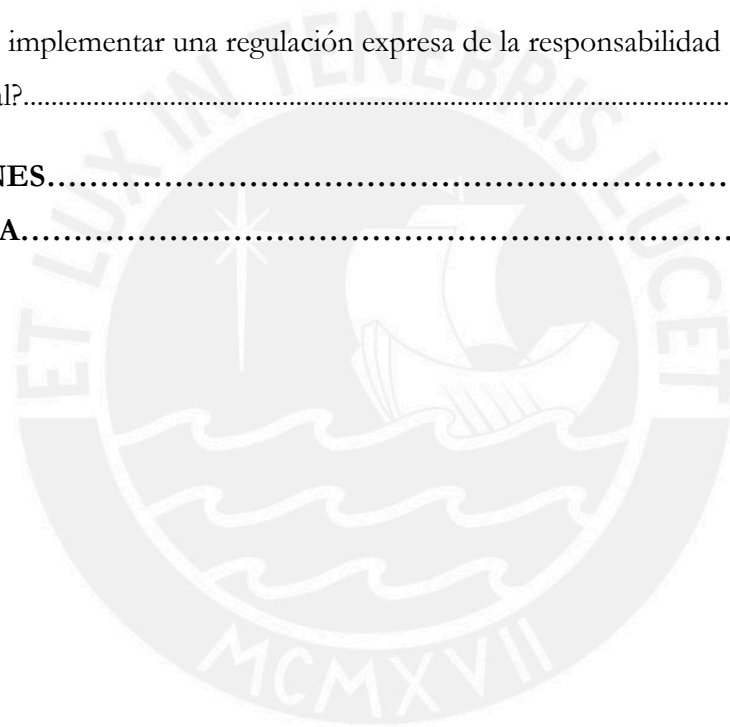 implementar una regulación expresa de la responsabilidad
al?....................................................................................................
NES……………………………………………………………
A………………………………………………………………
ET LUX IN TENEBRIS LUCET
MCMXVII